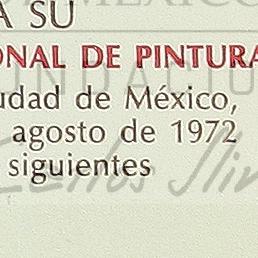 A SU
ONAL DE PINTURA
udad de México,
agosto de 1972
siguientes